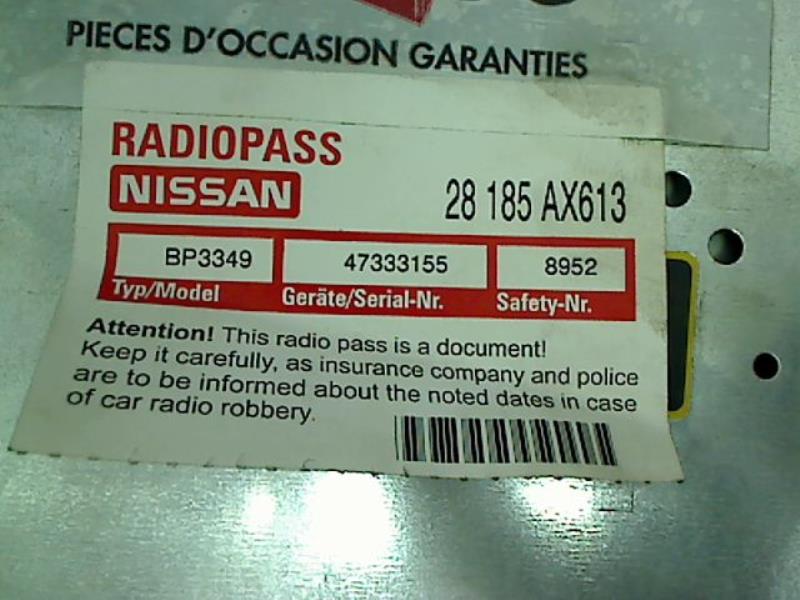 PIECES D'OCCASION GARANTIES
RADIOPASS
NISSAN
28 185 AX613
BP3349 47333155 8952
Typ/Model Geräte/Serial-Nr. Safety-Nr.
Attention! This radio pass is a document!
Keep it carefully, as insurance company and police
are to be informed about the noted dates in case
of car radio robbery.